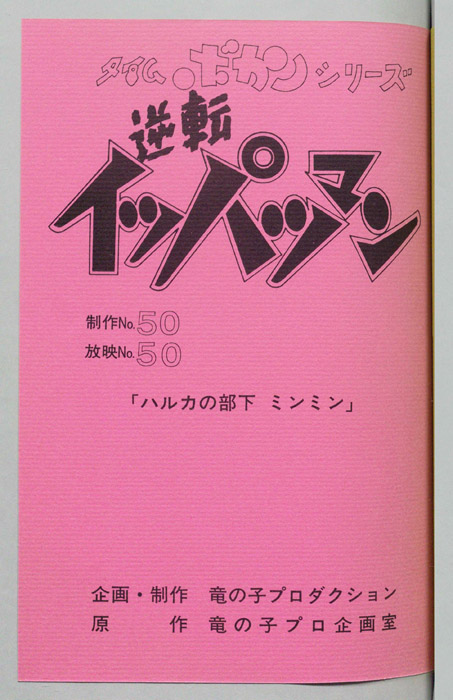 タイムボカンシリーズ
逆転
イッパツマン
制作No.50
放映No.50
「ハルカの部下 ミンミン」
企画・制作 竜の子プロダクション
原 作 竜の子プロ企画室